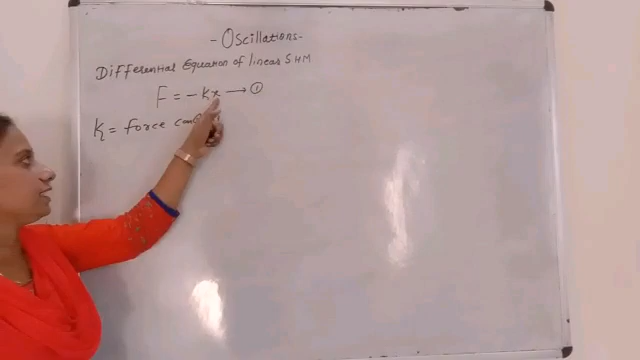 - Oscillations-
Differential Equation of linear SHM
F = - Kx → ①
K = force